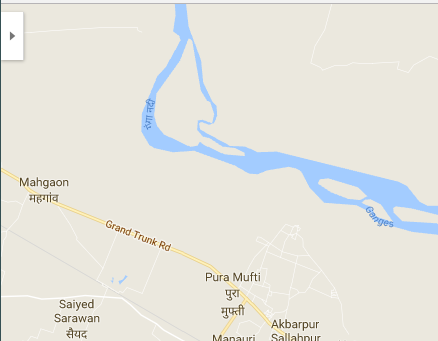 गंगा नदी
Mahgaon
महगांव
Ganges
Grand Trunk Rd
Pura Mufti
पुरा
मुफ्ती
Saiyed
Sarawan
सैयद
Akbarpur
Sallahpur
Manauri